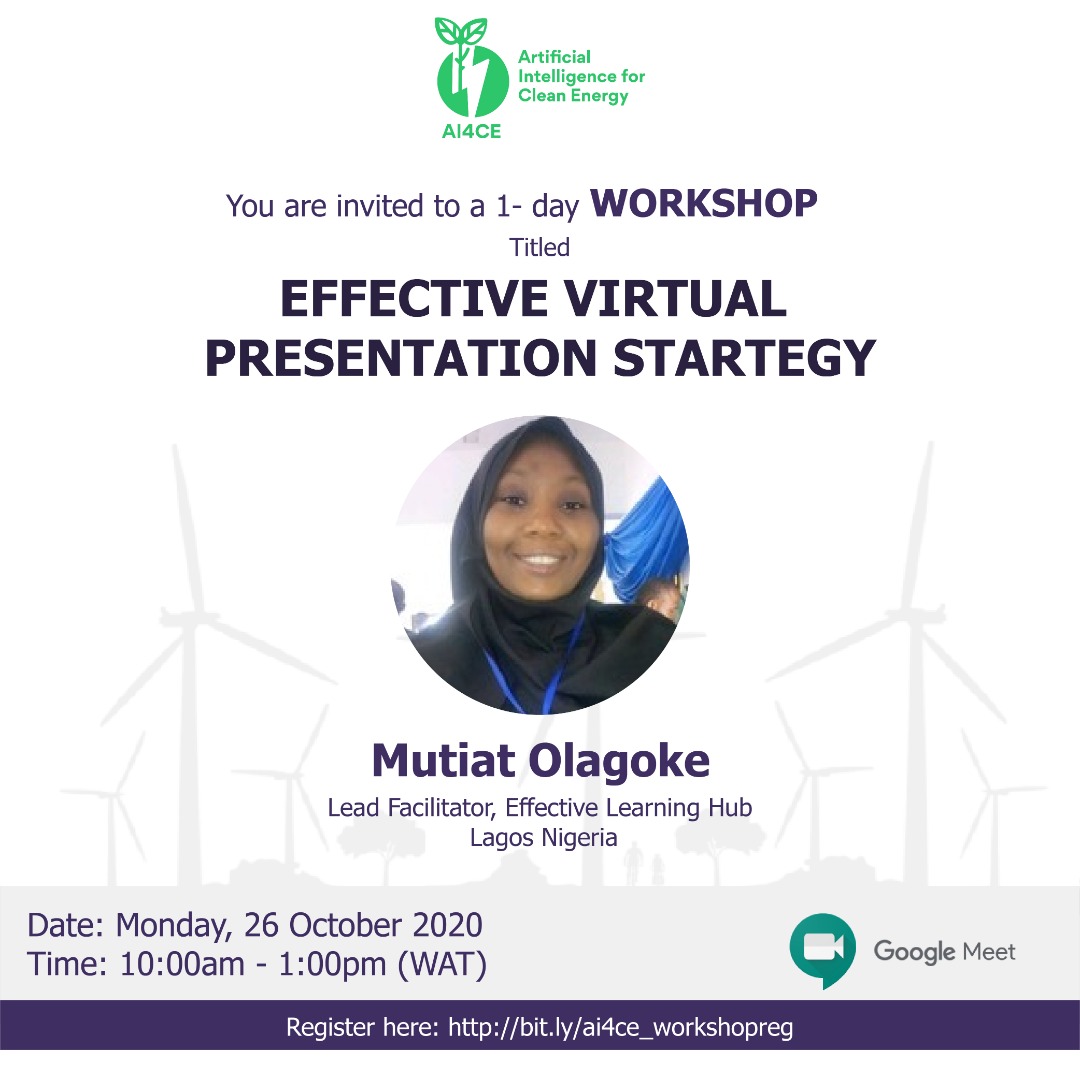 Artificial
Intelligence for
Clean Energy
AI4CE
You are invited to a 1- day WORKSHOP
Titled
EFFECTIVE VIRTUAL
PRESENTATION STARTEGY
Mutiat Olagoke
Lead Facilitator, Effective Learning Hub
Lagos Nigeria
Date: Monday, 26 October 2020
Time: 10:00am - 1:00pm (WAT)
Google Meet
Register here: http://bit.ly/ai4ce_workshopreg